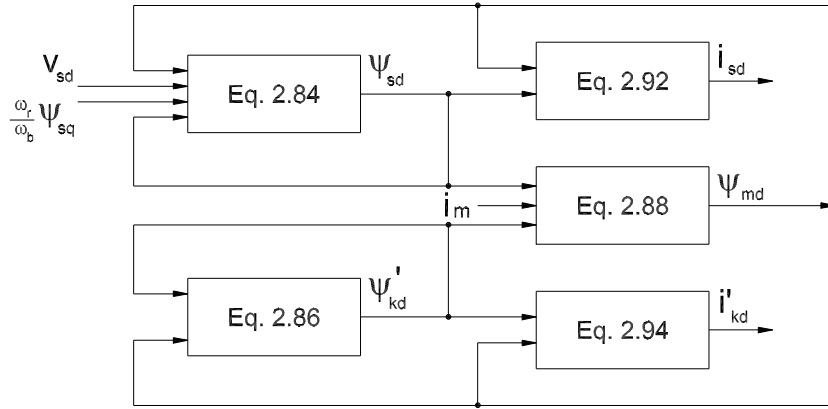 v_sd
ω_r/ω_b ψ_sq
Eq. 2.84
ψ_sd
Eq. 2.92
i_sd
i_m
Eq. 2.88
ψ_md
Eq. 2.86
ψ'_kd
Eq. 2.94
i'_kd